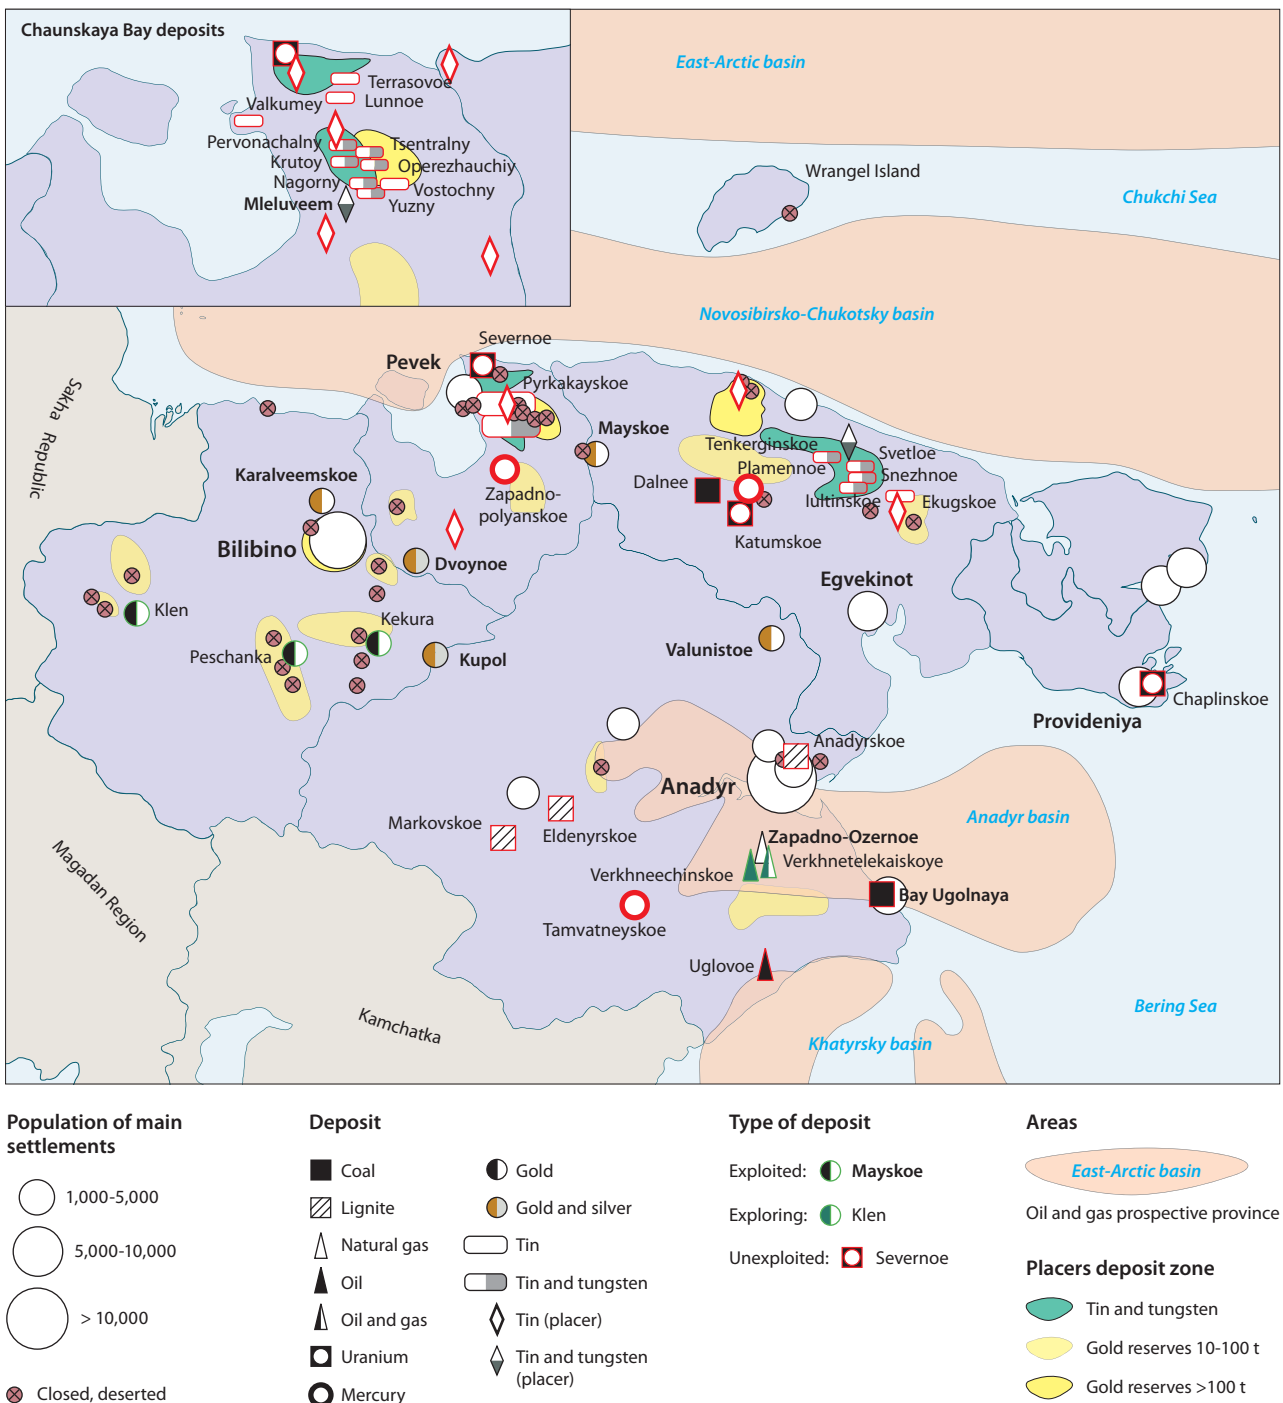 Chaunskaya Bay deposits
Terrasovoe
Valkumey
Lunnoe
Pervonachalny
Tsentralny
Krutoy
Operezhauchiy
Nagorny
Vostochny
Mleluveem
Yuzny
East-Arctic basin
Wrangel Island
Chukchi Sea
Novosibirsko-Chukotsky basin
Sakha Republic
Severnoe
Pevek
Pyrkakayskoe
Mayskoe
Karalveemskoe
Zapadno-
polyanskoe
Tenkerginskoe
Svetloe
Plamennoe
Snezhnoe
Dalnee
Iultinskoe
Ekugskoe
Katumskoe
Bilibino
Dvoynoe
Egvekinot
Klen
Kekura
Peschanka
Kupol
Valunistoe
Chaplinskoe
Provideniya
Anadyrskoe
Anadyr
Markovskoe
Eldenyrskoe
Anadyr basin
Zapadno-Ozernoe
Verkhnetelekaiskoye
Verkhneechinskoe
Bay Ugolnaya
Magadan Region
Tamvatneyskoe
Uglovoe
Bering Sea
Kamchatka
Khatyrsky basin
Population of main
settlements
1,000-5,000
5,000-10,000
> 10,000
Closed, deserted
Deposit
Coal
Lignite
Natural gas
Oil
Oil and gas
Uranium
Mercury
Gold
Gold and silver
Tin
Tin and tungsten
Tin (placer)
Tin and tungsten
(placer)
Type of deposit
Exploited: Mayskoe
Exploring: Klen
Unexploited: Severnoe
Areas
East-Arctic basin
Oil and gas prospective province
Placers deposit zone
Tin and tungsten
Gold reserves 10-100 t
Gold reserves >100 t